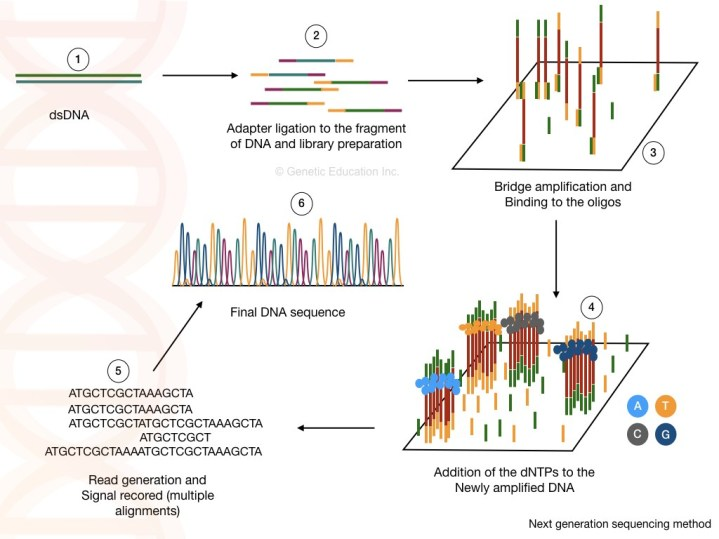 1
dsDNA
2
Adapter ligation to the fragment
of DNA and library preparation
© Genetic Education Inc.
3
Bridge amplification and
Binding to the oligos
4
A T
C G
Addition of the dNTPs to the
Newly amplified DNA
5
ATGCTCGCTAAAGCTA
ATGCTCGCTAAAGCTA
ATGCTCGCTATGCTCGCTAAAGCTA
ATGCTCGCT
ATGCTCGCTAAAATGCTCGCTAAAGCTA
Read generation and
Signal recored (multiple
alignments)
6
Final DNA sequence
Next generation sequencing method